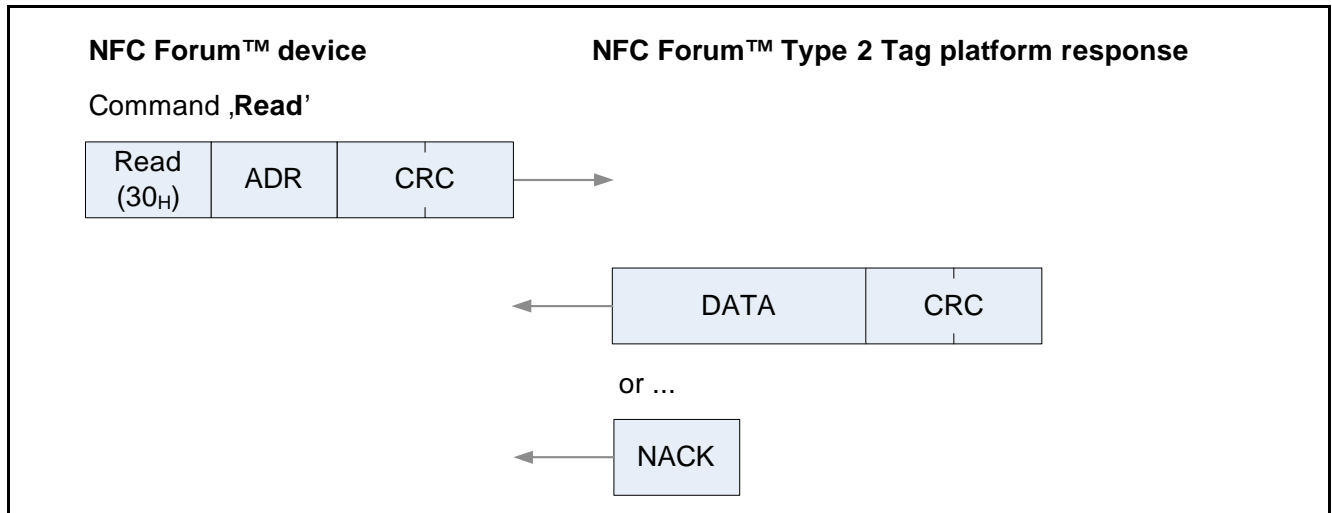 NFC Forum™ device NFC Forum™ Type 2 Tag platform response
Command ‚Read’
Read
(30H) ADR CRC
DATA CRC
or ...
NACK